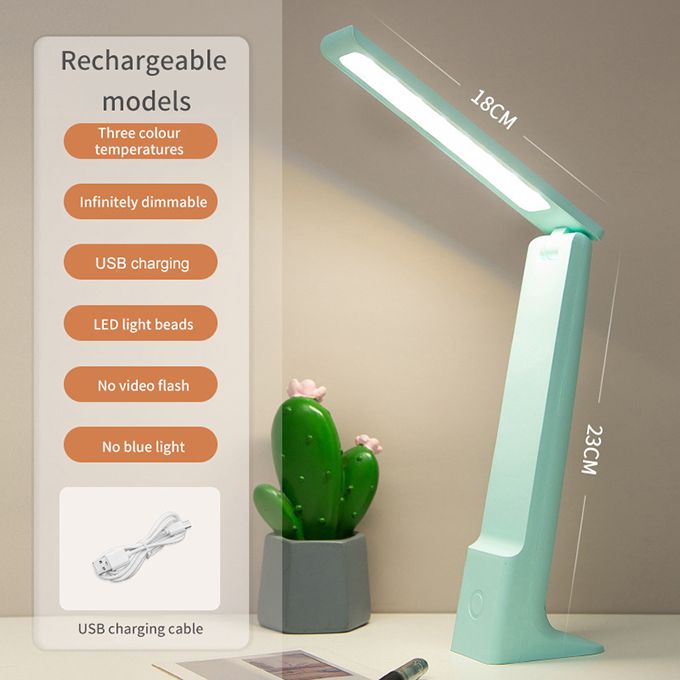 Rechargeable
models
Three colour
temperatures
Infinitely dimmable
USB charging
LED light beads
No video flash
No blue light
USB charging cable
18CM
23CM